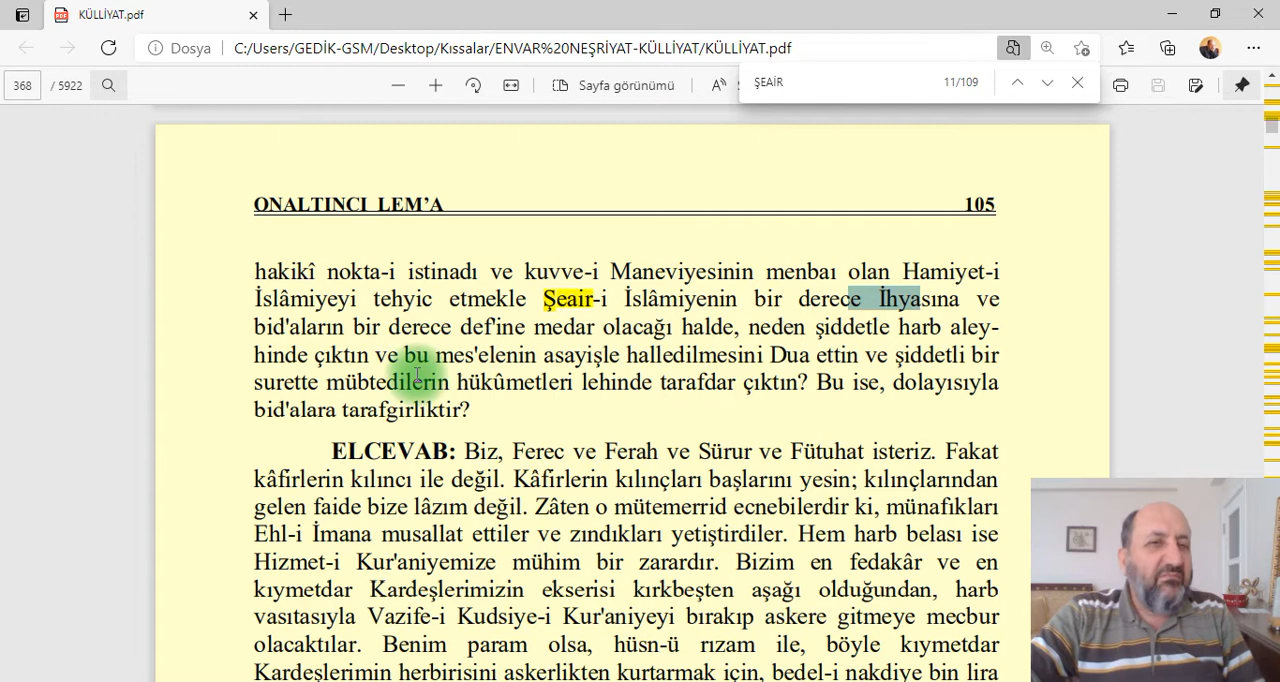 KÜLLİYAT.pdf
Dosya C:/Users/GEDİK-GSM/Desktop/Kıssalar/ENVAR%20NEŞRİYAT-KÜLLİYAT/KÜLLİYAT.pdf
368 / 5922 Sayfa görünümü ŞEAİR 11/109
ONALTINCI LEM’A 105
hakikî nokta-i istinadı ve kuvve-i Maneviyesinin menbaı olan Hamiyet-i
İslâmiyeyi tehyic etmekle Şeair-i İslâmiyenin bir derece İhyasına ve
bid'aların bir derece def'ine medar olacağı halde, neden şiddetle harb aley-
hinde çıktın ve bu mes'elenin asayişle halledilmesini Dua ettin ve şiddetli bir
surette mübtedilerin hükûmetleri lehinde tarafdar çıktın? Bu ise, dolayısıyla
bid'alara tarafgirliktir?
ELCEVAB: Biz, Ferec ve Ferah ve Sürur ve Fütuhat isteriz. Fakat
kâfirlerin kılıncı ile değil. Kâfirlerin kılınçları başlarını yesin; kılınçlarından
gelen faide bize lâzım değil. Zâten o mütemerrid ecnebilerdir ki, münafıkları
Ehl-i İmana musallat ettiler ve zındıkları yetiştirdiler. Hem harb belası ise
Hizmet-i Kur'aniyemize mühim bir zarardır. Bizim en fedakâr ve en
kıymetdar Kardeşlerimizin ekserisi kırkbeşten aşağı olduğundan, harb
vasıtasıyla Vazife-i Kudsiye-i Kur'aniyeyi bırakıp askere gitmeye mecbur
olacaktılar. Benim param olsa, hüsn-ü rızam ile, böyle kıymetdar
Kardeşlerimin herbirisini askerlikten kurtarmak için, bedel-i nakdiye bin lira